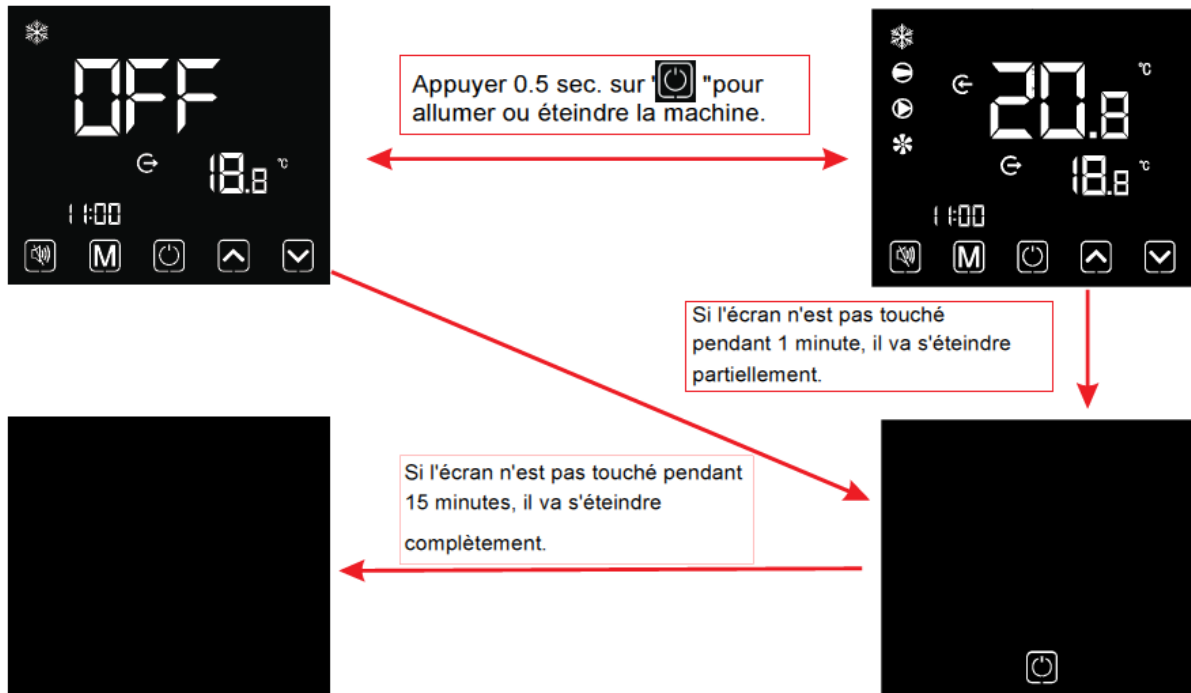 OFF
18.8 °C
11:00
M
Appuyer 0.5 sec. sur " "pour
allumer ou éteindre la machine.
20.8 °C
18.8 °C
11:00
M
Si l'écran n'est pas touché
pendant 1 minute, il va s'éteindre
partiellement.
Si l'écran n'est pas touché pendant
15 minutes, il va s'éteindre
complètement.